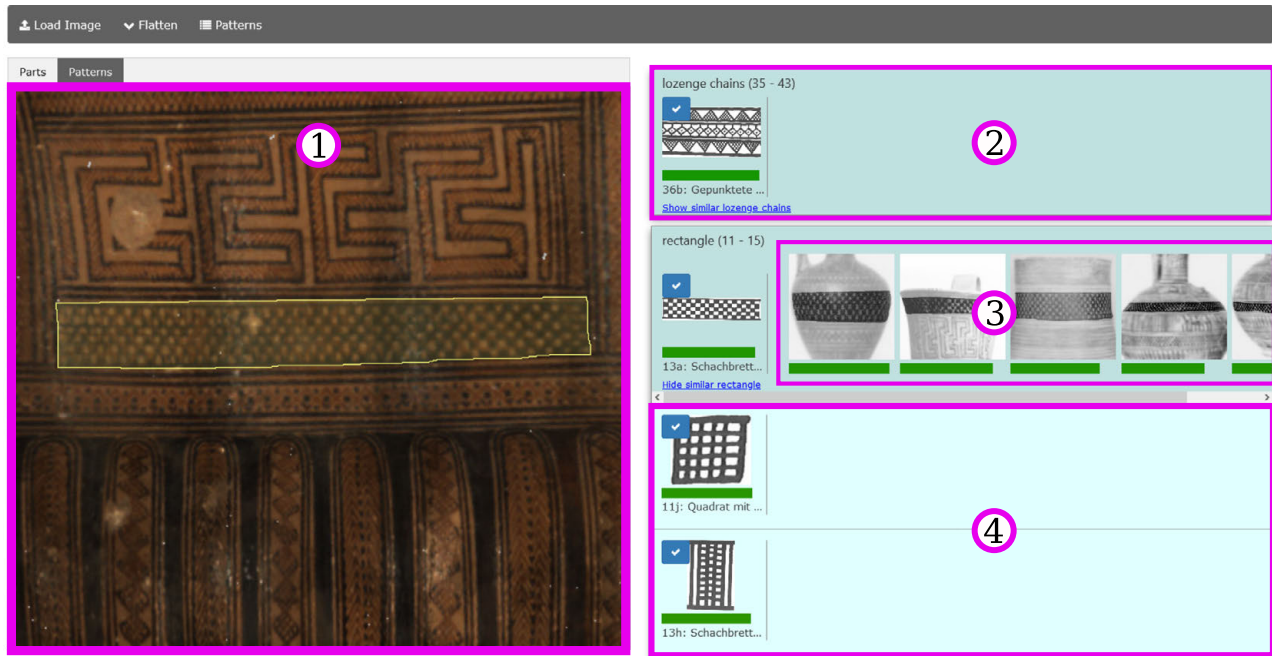 Load Image Flatten Patterns
Parts Patterns
1
lozenge chains (35 - 43)
2
36b: Gepunktete ...
Show similar lozenge chains
rectangle (11 - 15)
3
13a: Schachbrett...
Hide similar rectangle
11j: Quadrat mit ...
4
13h: Schachbrett...